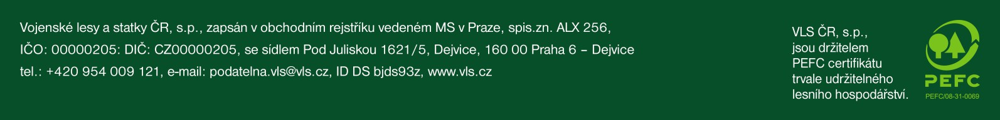 Vojenské lesy a statky ČR, s.p., zapsán v obchodním rejstříku vedeném MS v Praze, spis.zn. ALX 256,
IČO: 00000205: DIČ: CZ00000205, se sídlem Pod Juliskou 1621/5, Dejvice, 160 00 Praha 6 – Dejvice
tel.: +420 954 009 121, e-mail: podatelna.vls@vls.cz, ID DS bjds93z, www.vls.cz
VLS ČR, s.p.,
jsou držitelem
PEFC certifikátu
trvale udržitelného
lesního hospodářství.
PEFC
PEFC/08-31-0069